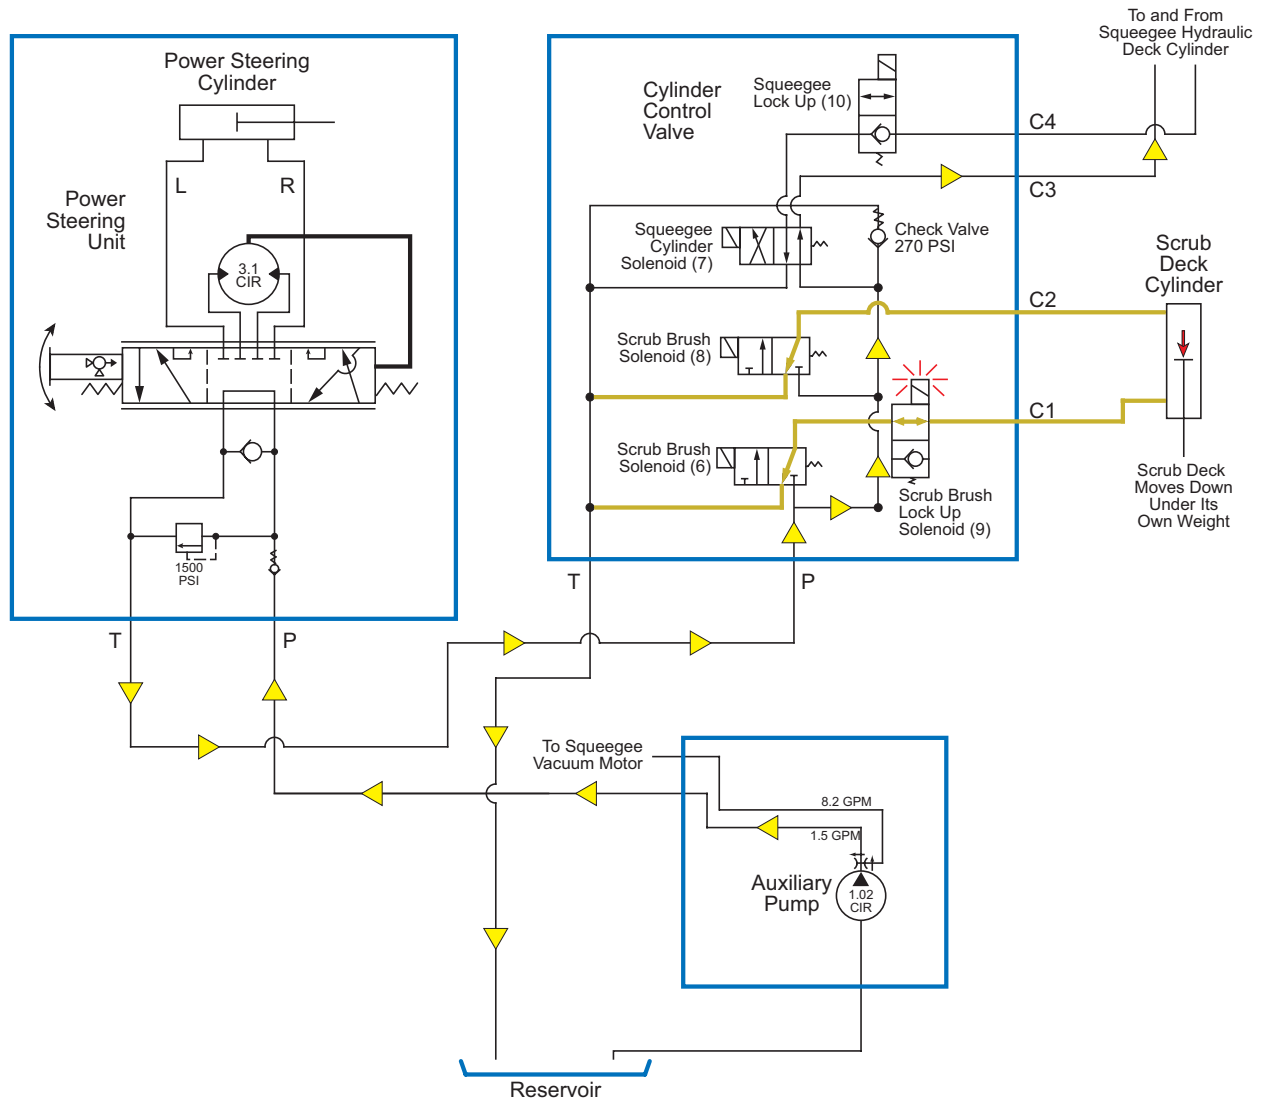 Power Steering
Cylinder
L
R
Power
Steering
Unit
3.1
CIR
1500
PSI
T
P
Cylinder
Control
Valve
Squeegee
Lock Up (10)
To and From
Squeegee Hydraulic
Deck Cylinder
C4
C3
Squeegee
Cylinder
Solenoid (7)
Check Valve
270 PSI
Scrub
Deck
Cylinder
C2
Scrub Brush
Solenoid (8)
C1
Scrub Brush
Solenoid (6)
Scrub Brush
Lock Up
Solenoid (9)
Scrub Deck
Moves Down
Under Its
Own Weight
T
P
To Squeegee
Vacuum Motor
8.2 GPM
1.5 GPM
Auxiliary
Pump
1.02
CIR
Reservoir